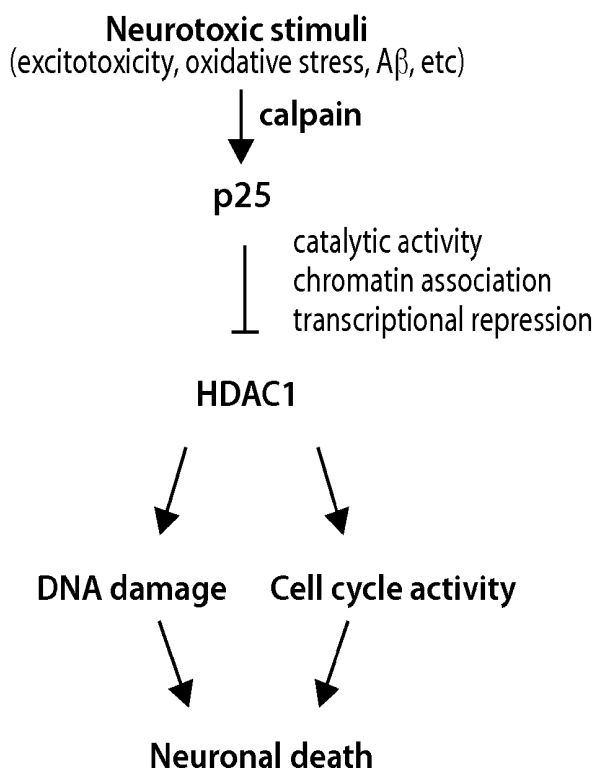 Neurotoxic stimuli
(excitotoxicity, oxidative stress, Aβ, etc)
calpain
p25
catalytic activity
chromatin association
transcriptional repression
HDAC1
DNA damage
Cell cycle activity
Neuronal death